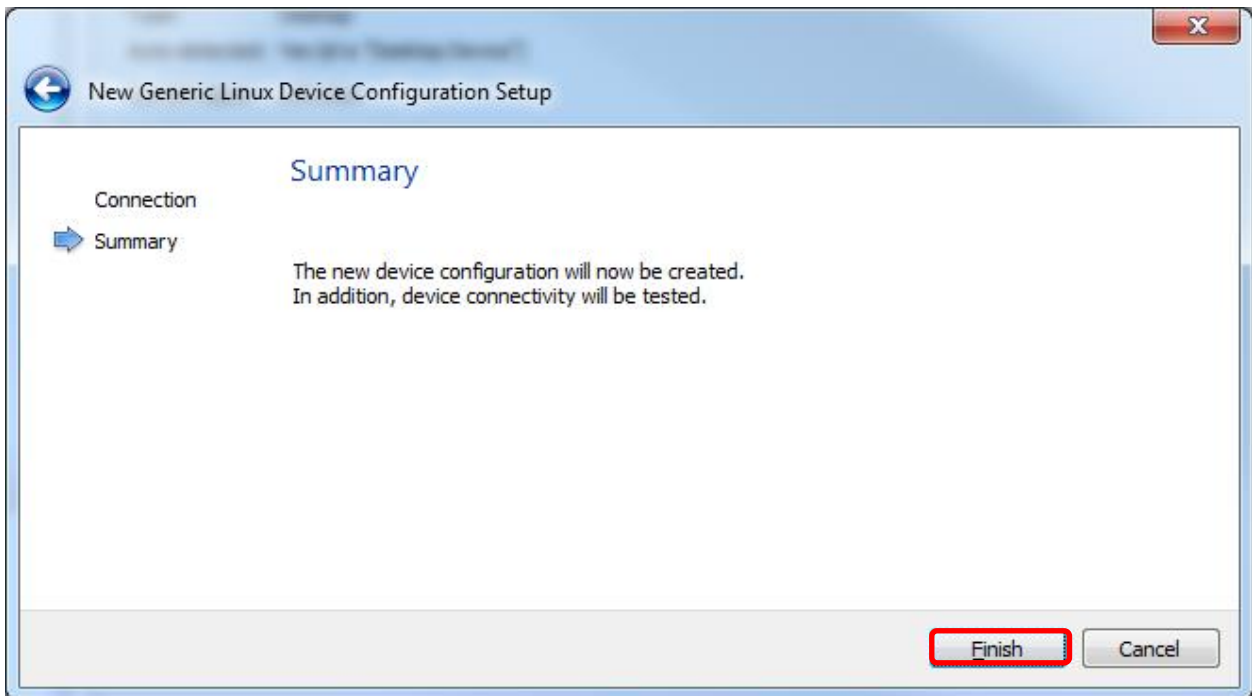 New Generic Linux Device Configuration Setup
Summary
Connection
Summary
The new device configuration will now be created.
In addition, device connectivity will be tested.
Finish
Cancel